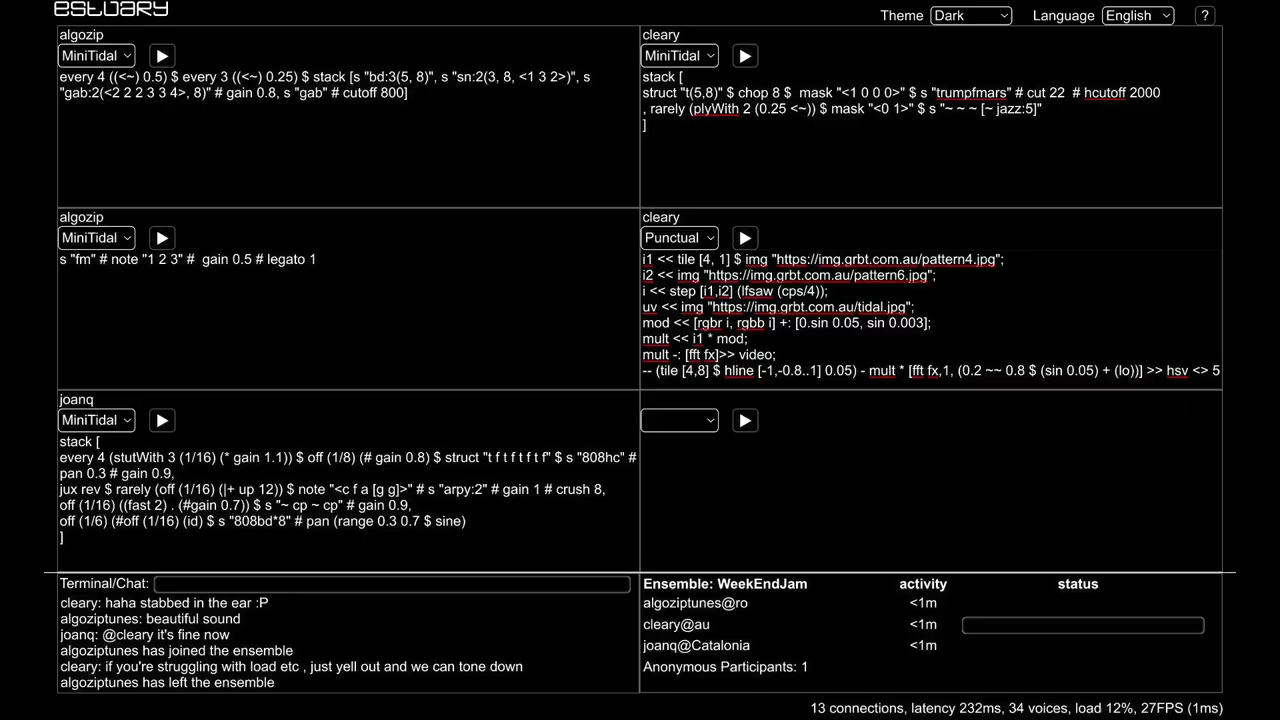 estuary
Theme Dark Language English ?
algozip
MiniTidal
every 4 ((<~) 0.5) $ every 3 ((<~) 0.25) $ stack [s "bd:3(5, 8)", s "sn:2(3, 8, <1 3 2>)", s
"gab:2(<2 2 2 3 3 4>, 8)" # gain 0.8, s "gab" # cutoff 800]
cleary
MiniTidal
stack [
struct "t(5,8)" $ chop 8 $  mask "<1 0 0 0>" $ s "trumpfmars" # cut 22  # hcutoff 2000
, rarely (plyWith 2 (0.25 <~)) $ mask "<0 1>" $ s "~ ~ ~ [~ jazz:5]"
]
algozip
MiniTidal
s "fm" # note "1 2 3" #  gain 0.5 # legato 1
cleary
Punctual
i1 << tile [4, 1] $ img "https://img.grbt.com.au/pattern4.jpg";
i2 << img "https://img.grbt.com.au/pattern6.jpg";
i << step [i1,i2] (lfsaw (cps/4));
uv << img "https://img.grbt.com.au/tidal.jpg";
mod << [rgbr i, rgbb i] +: [0.sin 0.05, sin 0.003];
mult << i1 * mod;
mult -: [fft fx]>> video;
-- (tile [4,8] $ hline [-1,-0.8..1] 0.05) - mult * [fft fx,1, (0.2 ~~ 0.8 $ (sin 0.05) + (lo))] >> hsv <> 5
joanq
MiniTidal
stack [
every 4 (stutWith 3 (1/16) (* gain 1.1)) $ off (1/8) (# gain 0.8) $ struct "t f t f t f t f" $ s "808hc" #
pan 0.3 # gain 0.9,
jux rev $ rarely (off (1/16) (|+ up 12)) $ note "<c f a [g g]>" # s "arpy:2" # gain 1 # crush 8,
off (1/16) ((fast 2) . (#gain 0.7)) $ s "~ cp ~ cp" # gain 0.9,
off (1/6) (#off (1/16) (id) $ s "808bd*8" # pan (range 0.3 0.7 $ sine)
]
Terminal/Chat:
cleary: haha stabbed in the ear :P
algoziptunes: beautiful sound
joanq: @cleary it's fine now
algoziptunes has joined the ensemble
cleary: if you're struggling with load etc , just yell out and we can tone down
algoziptunes has left the ensemble
Ensemble: WeekEndJam activity status
algoziptunes@ro <1m
cleary@au <1m
joanq@Catalonia <1m
Anonymous Participants: 1
13 connections, latency 232ms, 34 voices, load 12%, 27FPS (1ms)